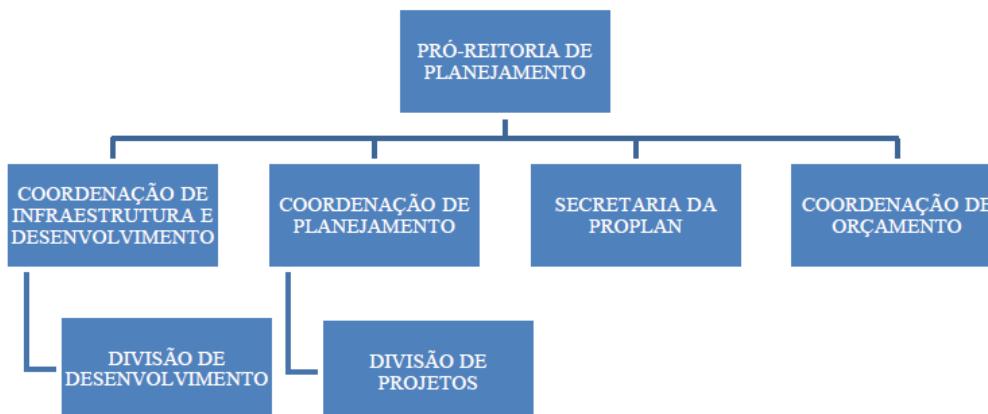 PRÓ-REITORIA DE
PLANEJAMENTO
COORDENAÇÃO DE
INFRAESTRUTURA E
DESENVOLVIMENTO
COORDENAÇÃO DE
PLANEJAMENTO
SECRETARIA DA
PROPLAN
COORDENAÇÃO DE
ORÇAMENTO
DIVISÃO DE
DESENVOLVIMENTO
DIVISÃO DE
PROJETOS